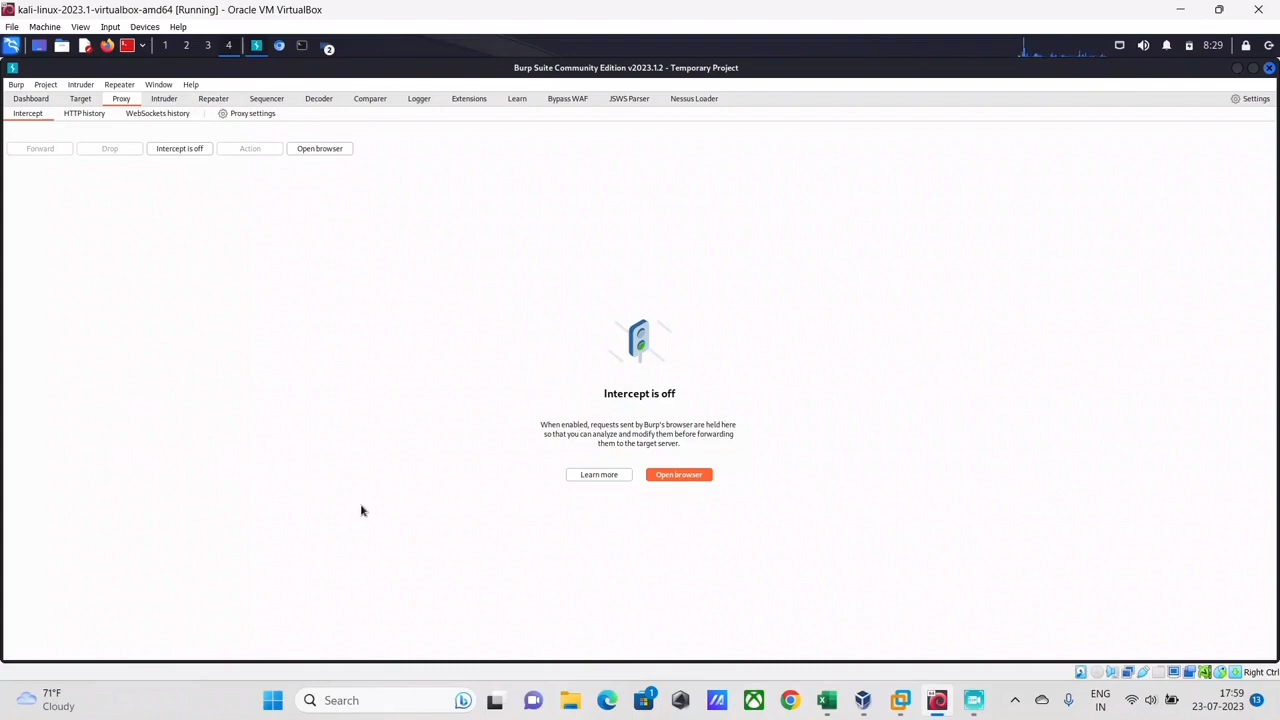 kali-linux-2023.1-virtualbox-amd64 [Running] - Oracle VM VirtualBox
File Machine View Input Devices Help
1 2 3 4 2 8:29
Burp Suite Community Edition v2023.1.2 - Temporary Project
Burp Project Intruder Repeater Window Help
Dashboard Target Proxy Intruder Repeater Sequencer Decoder Comparer Logger Extensions Learn Bypass WAF JSWS Parser Nessus Loader Settings
Intercept HTTP history WebSockets history Proxy settings
Forward Drop Intercept is off Action Open browser
Intercept is off
When enabled, requests sent by Burp's browser are held here
so that you can analyze and modify them before forwarding
them to the target server.
Learn more Open browser
Right Ctrl
71°F
Cloudy
Search
1
ENG
IN
17:59
23-07-2023
13